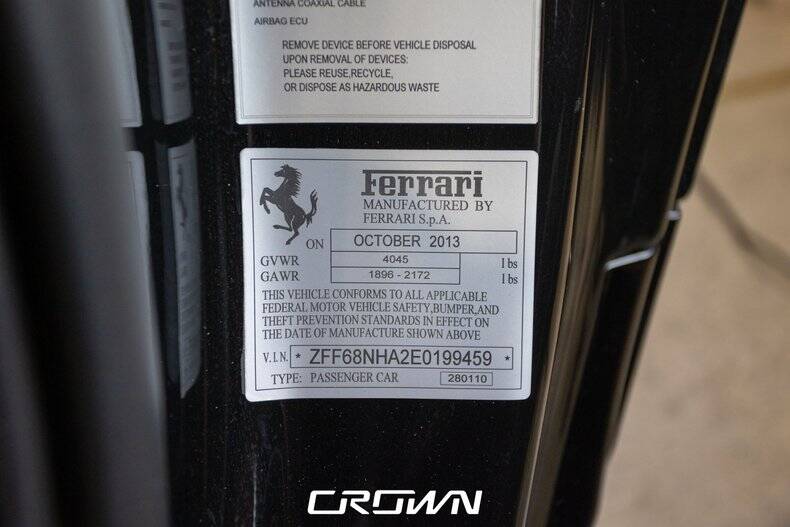 ANTENNA COAXIAL CABLE
AIRBAG ECU
REMOVE DEVICE BEFORE VEHICLE DISPOSAL
UPON REMOVAL OF DEVICES:
PLEASE REUSE,RECYCLE,
OR DISPOSE AS HAZARDOUS WASTE
Ferrari
MANUFACTURED BY
FERRARI S.p.A.
ON OCTOBER 2013
GVWR 4045 lbs
GAWR 1896 - 2172 lbs
THIS VEHICLE CONFORMS TO ALL APPLICABLE
FEDERAL MOTOR VEHICLE SAFETY,BUMPER,AND
THEFT PREVENTION STANDARDS IN EFFECT ON
THE DATE OF MANUFACTURE SHOWN ABOVE
V.I.N. * ZFF68NHA2E0199459 *
TYPE: PASSENGER CAR 280110
CROWN